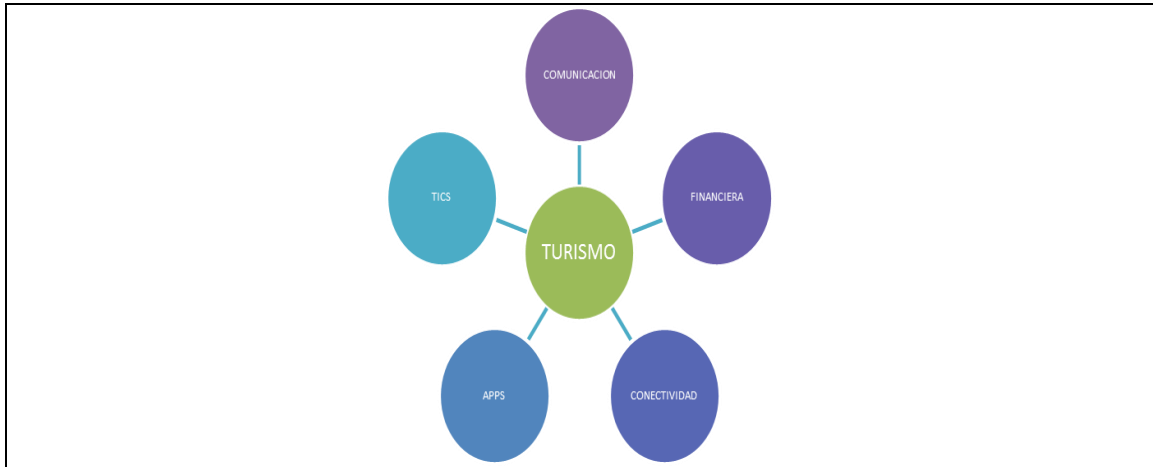 COMUNICACION
TICS
FINANCIERA
TURISMO
APPS
CONECTIVIDAD